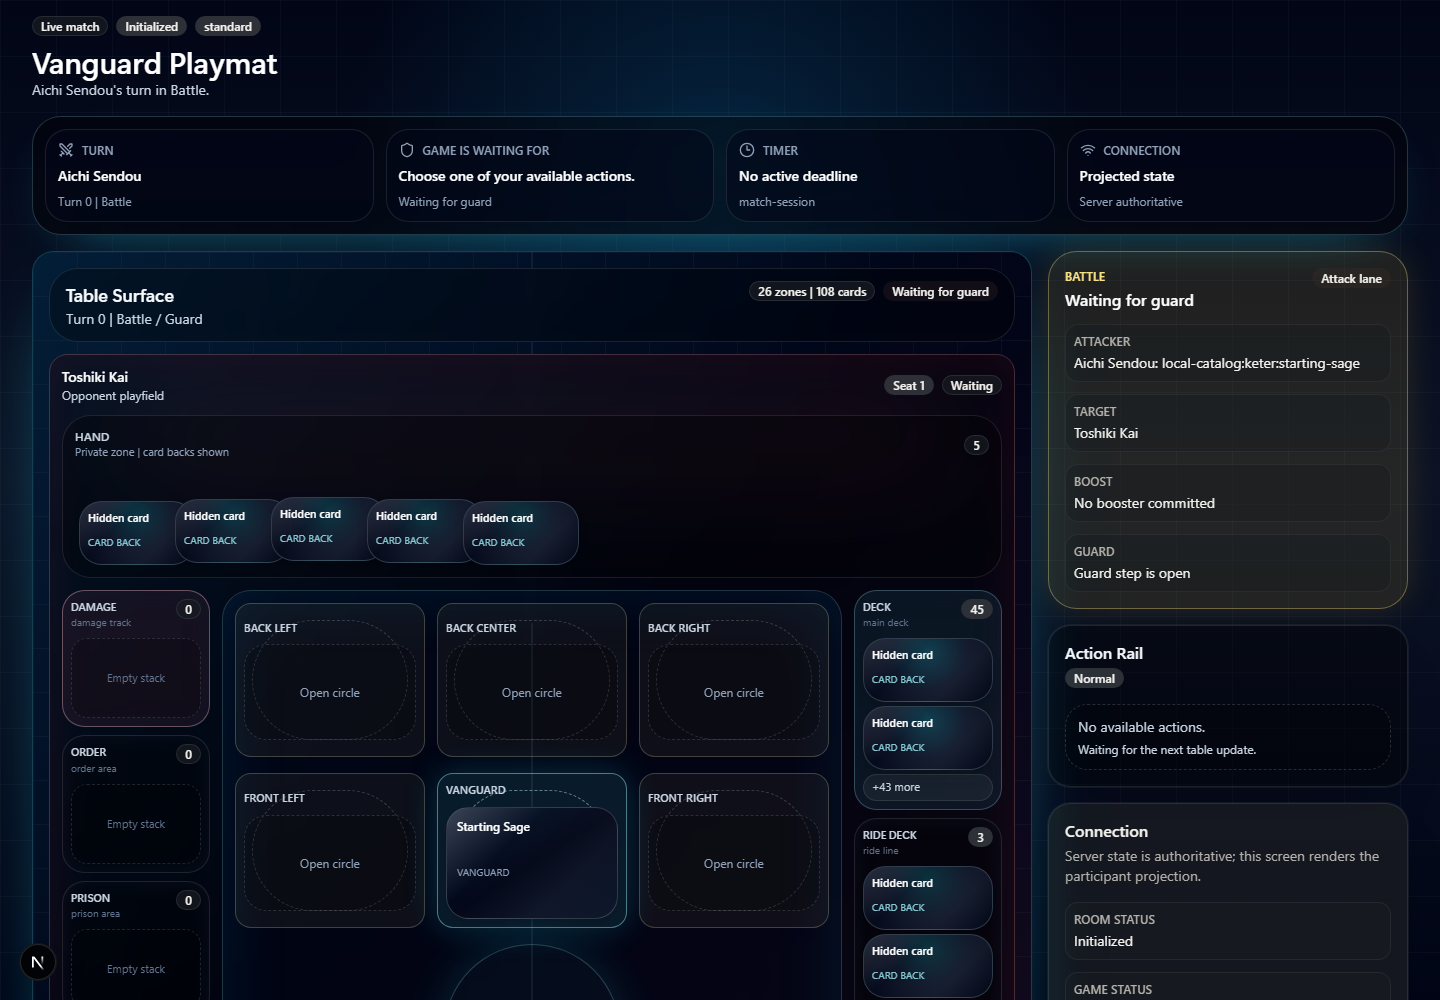 Live match
Initialized
standard
Vanguard Playmat
Aichi Sendou's turn in Battle.
TURN
Aichi Sendou
Turn 0 | Battle
GAME IS WAITING FOR
Choose one of your available actions.
Waiting for guard
TIMER
No active deadline
match-session
CONNECTION
Projected state
Server authoritative
Table Surface
Turn 0 | Battle / Guard
26 zones | 108 cards
Waiting for guard
Toshiki Kai
Opponent playfield
Seat 1
Waiting
HAND
Private zone | card backs shown
5
Hidden card
CARD BACK
Hidden card
CARD BACK
Hidden card
CARD BACK
Hidden card
CARD BACK
Hidden card
CARD BACK
DAMAGE
damage track
0
Empty stack
ORDER
order area
0
Empty stack
PRISON
prison area
0
Empty stack
BACK LEFT
Open circle
BACK CENTER
Open circle
BACK RIGHT
Open circle
FRONT LEFT
Open circle
VANGUARD
Starting Sage
VANGUARD
FRONT RIGHT
Open circle
DECK
main deck
45
Hidden card
CARD BACK
Hidden card
CARD BACK
+43 more
RIDE DECK
ride line
3
Hidden card
CARD BACK
Hidden card
CARD BACK
BATTLE
Waiting for guard
Attack lane
ATTACKER
Aichi Sendou: local-catalog:keter:starting-sage
TARGET
Toshiki Kai
BOOST
No booster committed
GUARD
Guard step is open
Action Rail
Normal
No available actions.
Waiting for the next table update.
Connection
Server state is authoritative; this screen renders the
participant projection.
ROOM STATUS
Initialized
GAME STATUS
N